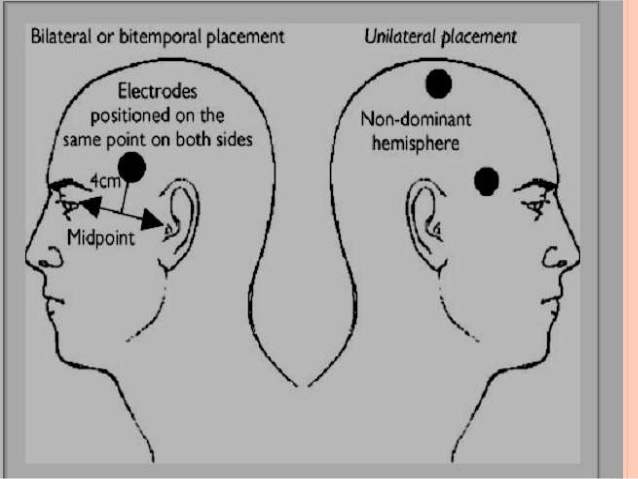 Bilateral or bitemporal placement
Electrodes
positioned on the
same point on both sides
4cm
Midpoint
Unilateral placement
Non-dominant
hemisphere